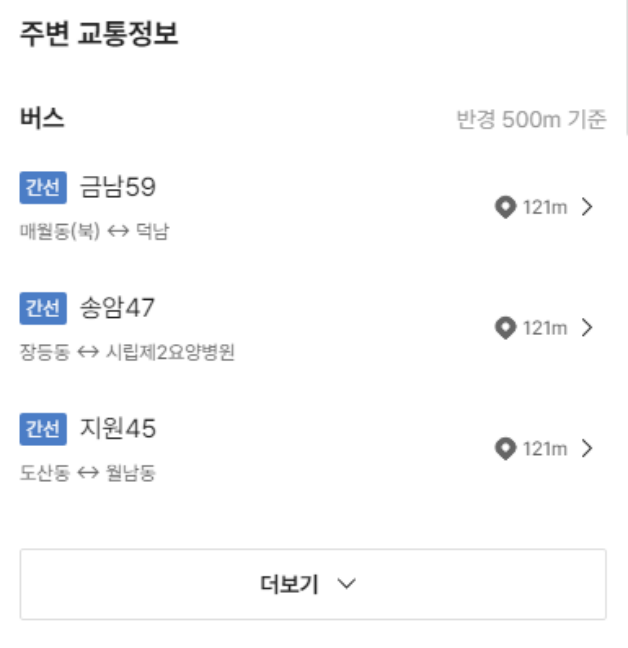 주변 교통정보
버스 반경 500m 기준
간선 금남59
매월동(북) ↔ 덕남
121m
간선 송암47
장등동 ↔ 시립제2요양병원
121m
간선 지원45
도산동 ↔ 월남동
121m
더보기